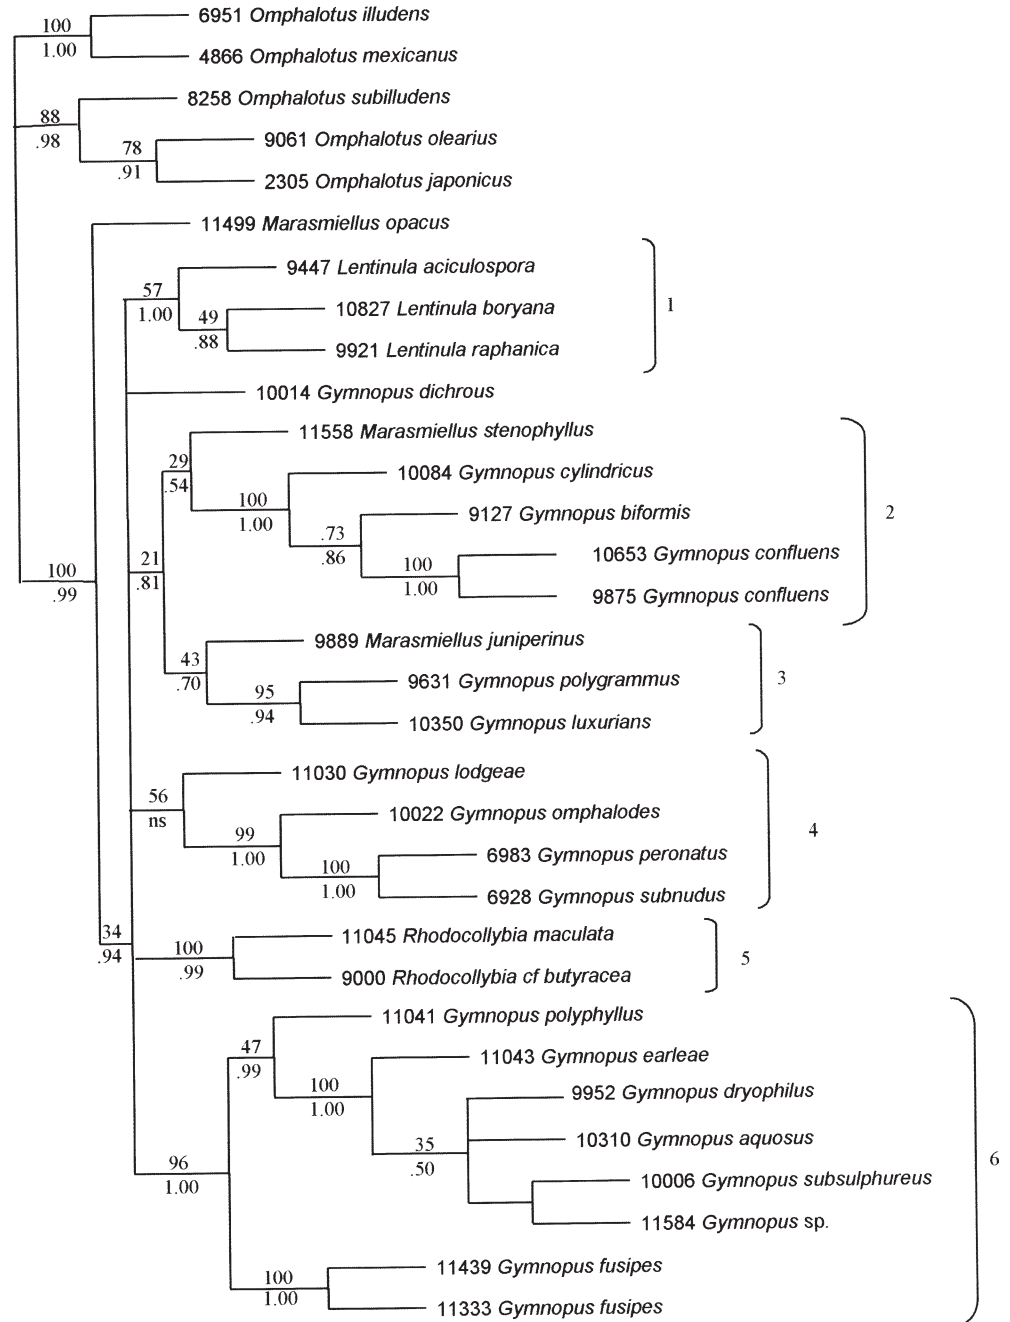 6951 Omphalotus illudens
100
1.00
4866 Omphalotus mexicanus
8258 Omphalotus subilludens
88
.98
9061 Omphalotus olearius
78
.91
2305 Omphalotus japonicus
11499 Marasmiellus opacus
9447 Lentinula aciculospora
57
1.00
10827 Lentinula boryana
1
49
.88
9921 Lentinula raphanica
10014 Gymnopus dichrous
11558 Marasmiellus stenophyllus
29
.54
10084 Gymnopus cylindricus
100
1.00
9127 Gymnopus biformis
2
.73
.86
10653 Gymnopus confluens
100
1.00
9875 Gymnopus confluens
21
.81
100
.99
9889 Marasmiellus juniperinus
43
.70
9631 Gymnopus polygrammus
3
95
.94
10350 Gymnopus luxurians
11030 Gymnopus lodgeae
56
ns
10022 Gymnopus omphalodes
4
99
1.00
6983 Gymnopus peronatus
100
1.00
6928 Gymnopus subnudus
34
.94
11045 Rhodocollybia maculata
100
.99
5
9000 Rhodocollybia cf butyracea
11041 Gymnopus polyphyllus
47
.99
11043 Gymnopus earleae
100
1.00
9952 Gymnopus dryophilus
10310 Gymnopus aquosus
35
.50
6
96
1.00
10006 Gymnopus subsulphureus
11584 Gymnopus sp.
11439 Gymnopus fusipes
100
1.00
11333 Gymnopus fusipes